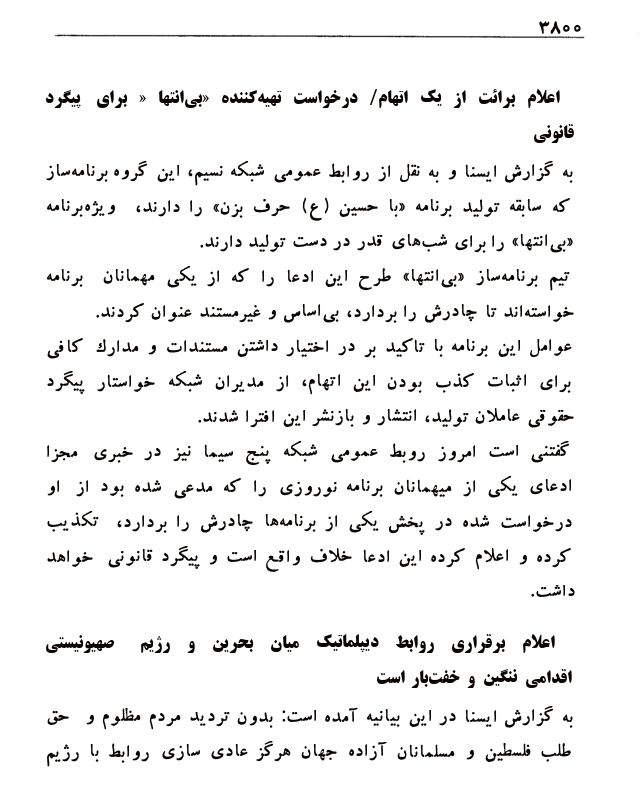 ۳۸۰۰
اعلام برائت از یک اتهام/ درخواست تهیه‌کننده «بی‌انتها « برای پیگرد
قانونی
به گزارش ایسنا و به نقل از روابط عمومی شبکه نسیم، این گروه برنامه‌ساز
که سابقه تولید برنامه «با حسین (ع) حرف بزن» را دارند، ویژه‌برنامه
«بی‌انتها» را برای شب‌های قدر در دست تولید دارند.
تیم برنامه‌ساز «بی‌انتها» طرح این ادعا را که از یکی مهمانان برنامه
خواسته‌اند تا چادرش را بردارد، بی‌اساس و غیرمستند عنوان کردند.
عوامل این برنامه با تاکید بر در اختیار داشتن مستندات و مدارك کافی
برای اثبات کذب بودن این اتهام، از مدیران شبکه خواستار پیگرد
حقوقی عاملان تولید، انتشار و بازنشر این افترا شدند.
گفتنی است امروز روبط عمومی شبکه پنج سیما نیز در خبری مجزا
ادعای یکی از میهمانان برنامه نوروزی را که مدعی شده بود از او
درخواست شده در پخش یکی از برنامه‌ها چادرش را بردارد، تکذیب
کرده و اعلام کرده این ادعا خلاف واقع است و پیگرد قانونی خواهد
داشت.
اعلام برقراری روابط دیپلماتیک میان بحرین و رژیم صهیونیستی
اقدامی ننگین و خفت‌بار است
به گزارش ایسنا در این بیانیه آمده است: بدون تردید مردم مظلوم و حق
طلب فلسطین و مسلمانان آزاده جهان هرگز عادی سازی روابط با رژیم